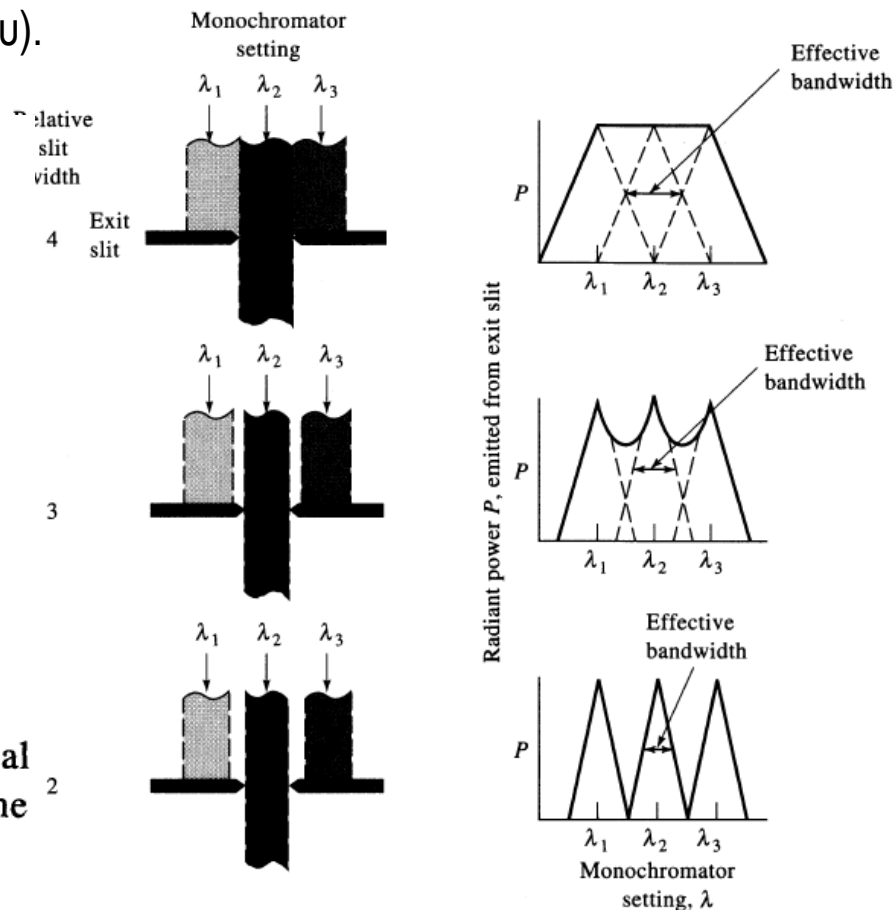 υ).
Monochromator
setting
λ₁ λ₂ λ₃
slit
Exit
slit
4
λ₁ λ₂ λ₃
3
λ₁ λ₂ λ₃
al
2
Effective
bandwidth
P
λ₁ λ₂ λ₃
Radiant power P, emitted from exit slit
Effective
bandwidth
P
λ₁ λ₂ λ₃
Effective
bandwidth
P
λ₁ λ₂ λ₃
Monochromator
setting, λ